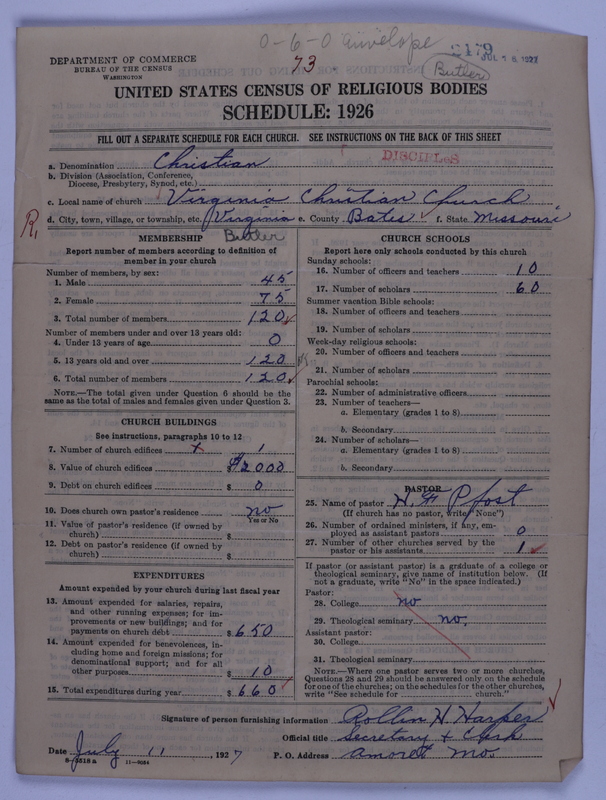 0-6-0 envelope
DEPARTMENT OF COMMERCE
BUREAU OF THE CENSUS
WASHINGTON
73
2179
JUL 16 1927
Butler
UNITED STATES CENSUS OF RELIGIOUS BODIES
SCHEDULE: 1926
FILL OUT A SEPARATE SCHEDULE FOR EACH CHURCH. SEE INSTRUCTIONS ON THE BACK OF THIS SHEET
a. Denomination Christian
DISCIPLES
b. Division (Association, Conference,
Diocese, Presbytery, Synod, etc.)
c. Local name of church Virginia Christian Church
R,
d. City, town, village, or township, etc. Virginia e. County Bates f. State Missouri
Butler
MEMBERSHIP
Report number of members according to definition of
member in your church
Number of members, by sex:
1. Male 45
2. Female 75
3. Total number of members 120
Number of members under and over 13 years old:
4. Under 13 years of age 0
5. 13 years old and over 120
6. Total number of members 120
NOTE.—The total given under Question 6 should be the
same as the total of males and females given under Question 3.
CHURCH BUILDINGS
See instructions, paragraphs 10 to 12
7. Number of church edifices x 1
8. Value of church edifices $2000
9. Debt on church edifices $ 0
10. Does church own pastor's residence no
Yes or No
11. Value of pastor's residence (if owned by
church) $
12. Debt on pastor's residence (if owned by
church) $
EXPENDITURES
Amount expended by your church during last fiscal year
13. Amount expended for salaries, repairs,
and other running expenses; for im-
provements or new buildings; and for
payments on church debt $650
14. Amount expended for benevolences, in-
cluding home and foreign missions; for
denominational support; and for all
other purposes $ 10
15. Total expenditures during year $ 660
CHURCH SCHOOLS
Report here only schools conducted by this church
Sunday schools:
16. Number of officers and teachers 10
17. Number of scholars 60
Summer vacation Bible schools:
18. Number of officers and teachers
19. Number of scholars
Week-day religious schools:
20. Number of officers and teachers
21. Number of scholars
Parochial schools:
22. Number of administrative officers
23. Number of teachers—
a. Elementary (grades 1 to 8)
b. Secondary
24. Number of scholars—
a. Elementary (grades 1 to 8)
b. Secondary
PASTOR
25. Name of pastor H. F. Pfost
(If church has no pastor, write "None")
26. Number of ordained ministers, if any, em-
ployed as assistant pastors 0
27. Number of other churches served by the
pastor or his assistants 1
If pastor (or assistant pastor) is a graduate of a college or
theological seminary, give name of institution below. (If
not a graduate, write "No" in the space indicated.)
Pastor:
28. College no
29. Theological seminary no.
Assistant pastor:
30. College
31. Theological seminary
NOTE.—Where one pastor serves two or more churches,
Questions 28 and 29 should be answered only on the schedule
for one of the churches; on the schedules for the other churches,
write "See schedule for church."
Signature of person furnishing information Rollin H. Harper
Official title Secretary & Clerk
Date July 11, 1927 P. O. Address Amoret Mo.
8-5518 a 11-9084